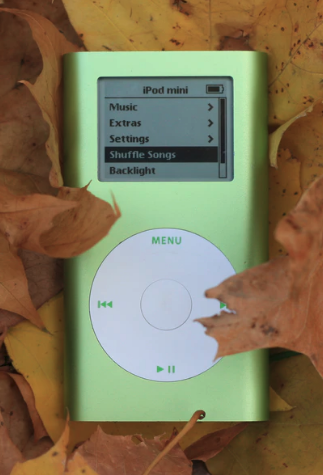 iPod mini
Music
Extras
Settings
Shuffle Songs
Backlight
MENU